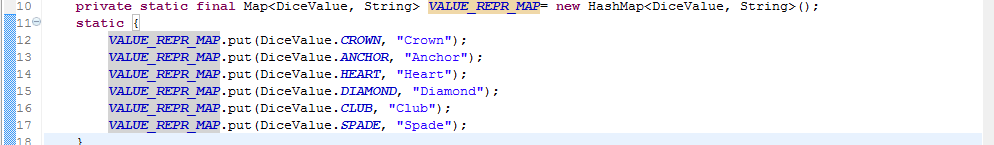 10 private static final Map<DiceValue, String> VALUE_REPR_MAP= new HashMap<DiceValue, String>();
11 static {
12 VALUE_REPR_MAP.put(DiceValue.CROWN, "Crown");
13 VALUE_REPR_MAP.put(DiceValue.ANCHOR, "Anchor");
14 VALUE_REPR_MAP.put(DiceValue.HEART, "Heart");
15 VALUE_REPR_MAP.put(DiceValue.DIAMOND, "Diamond");
16 VALUE_REPR_MAP.put(DiceValue.CLUB, "Club");
17 VALUE_REPR_MAP.put(DiceValue.SPADE, "Spade");
18 }